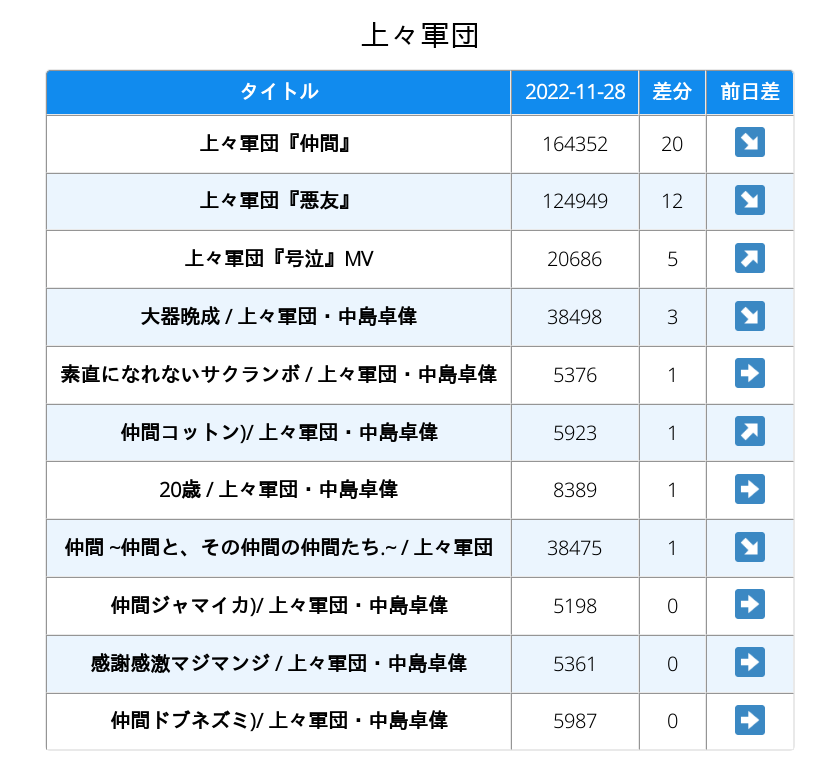 上々軍団
タイトル 2022-11-28 差分 前日差
上々軍団『仲間』 164352 20 ↘
上々軍団『悪友』 124949 12 ↘
上々軍団『号泣』MV 20686 5 ↗
大器晩成 / 上々軍団・中島卓偉 38498 3 ↘
素直になれないサクランボ / 上々軍団・中島卓偉 5376 1 ➡
仲間コットン)/ 上々軍団・中島卓偉 5923 1 ↗
20歳 / 上々軍団・中島卓偉 8389 1 ➡
仲間 ~仲間と、その仲間の仲間たち.~ / 上々軍団 38475 1 ↘
仲間ジャマイカ)/ 上々軍団・中島卓偉 5198 0 ➡
感謝感激マジマンジ / 上々軍団・中島卓偉 5361 0 ➡
仲間ドブネズミ)/ 上々軍団・中島卓偉 5987 0 ➡